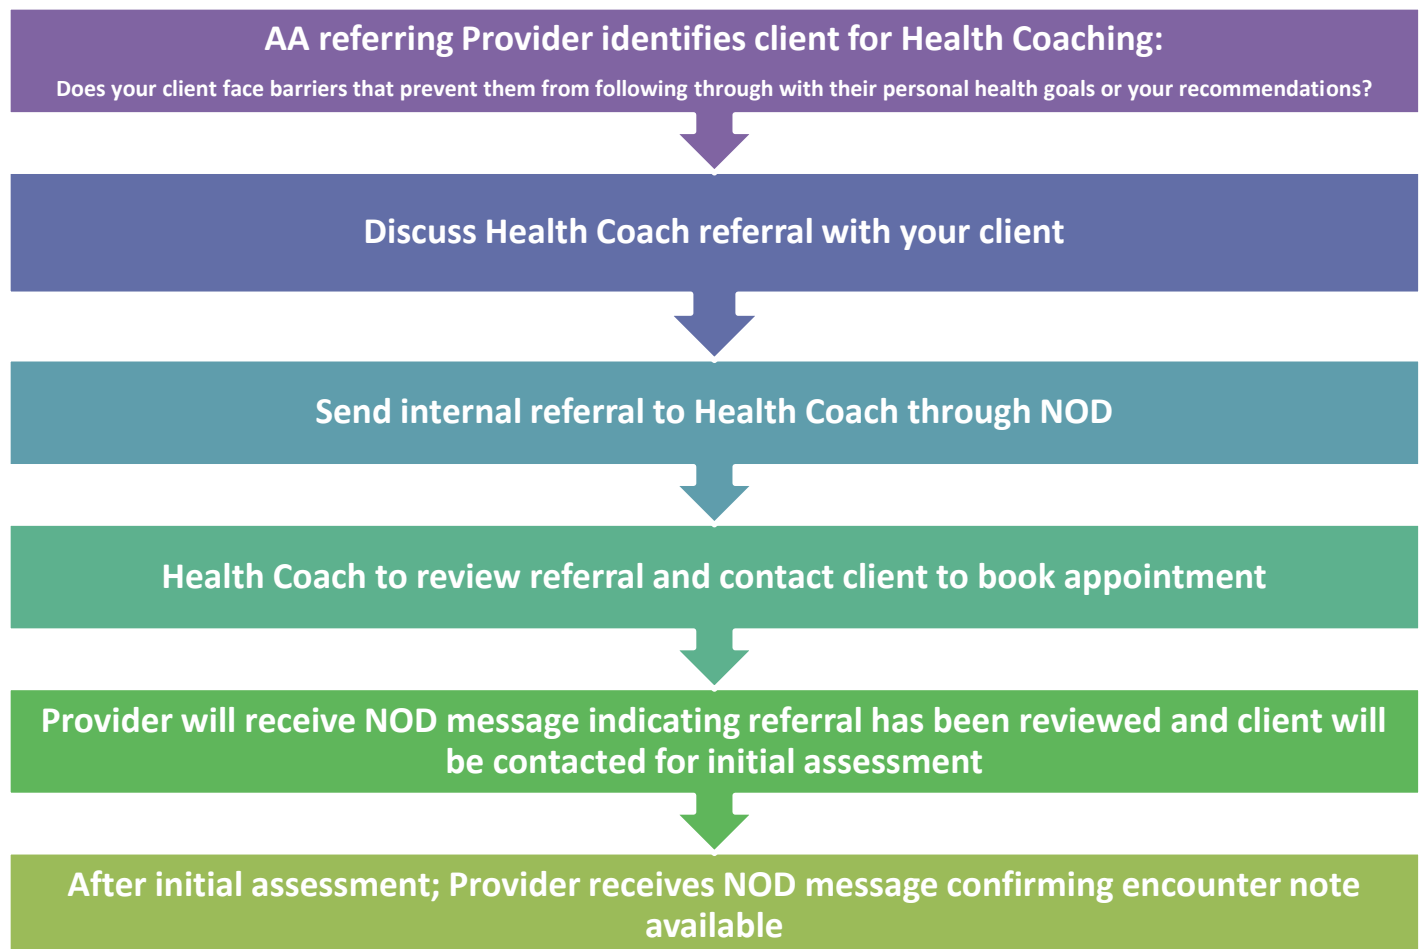 AA referring Provider identifies client for Health Coaching:
Does your client face barriers that prevent them from following through with their personal health goals or your recommendations?
Discuss Health Coach referral with your client
Send internal referral to Health Coach through NOD
Health Coach to review referral and contact client to book appointment
Provider will receive NOD message indicating referral has been reviewed and client will
be contacted for initial assessment
After initial assessment; Provider receives NOD message confirming encounter note
available